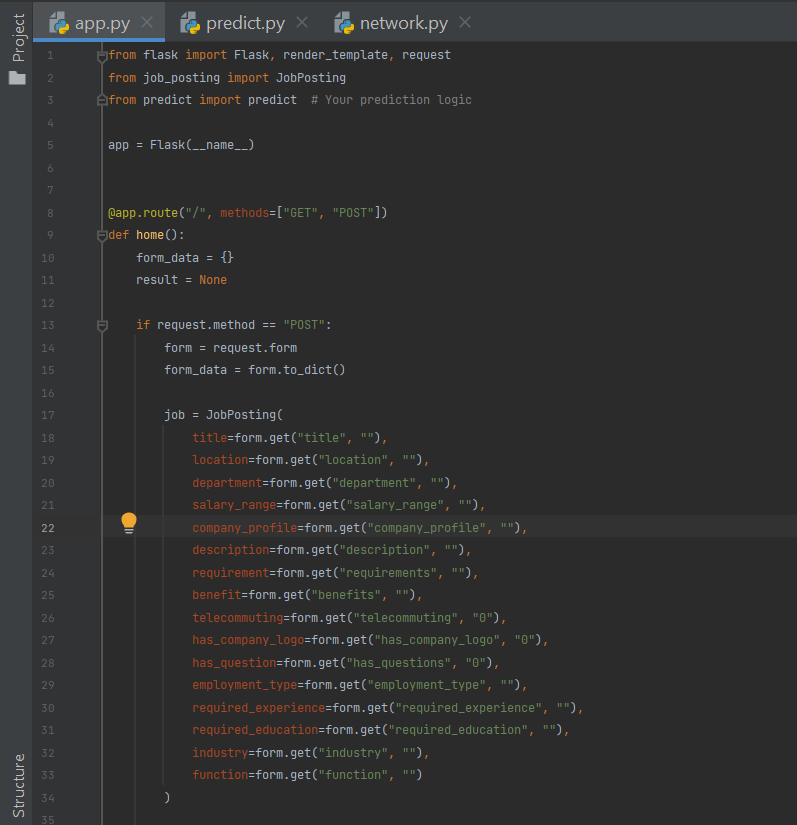 Project
app.py
predict.py
network.py
1 from flask import Flask, render_template, request
2 from job_posting import JobPosting
3 from predict import predict  # Your prediction logic
4
5 app = Flask(__name__)
6
7
8 @app.route("/", methods=["GET", "POST"])
9 def home():
10     form_data = {}
11     result = None
12
13     if request.method == "POST":
14         form = request.form
15         form_data = form.to_dict()
16
17         job = JobPosting(
18             title=form.get("title", ""),
19             location=form.get("location", ""),
20             department=form.get("department", ""),
21             salary_range=form.get("salary_range", ""),
22             company_profile=form.get("company_profile", ""),
23             description=form.get("description", ""),
24             requirement=form.get("requirements", ""),
25             benefit=form.get("benefits", ""),
26             telecommuting=form.get("telecommuting", "0"),
27             has_company_logo=form.get("has_company_logo", "0"),
28             has_question=form.get("has_questions", "0"),
29             employment_type=form.get("employment_type", ""),
30             required_experience=form.get("required_experience", ""),
31             required_education=form.get("required_education", ""),
32             industry=form.get("industry", ""),
33             function=form.get("function", "")
34         )
35
Structure